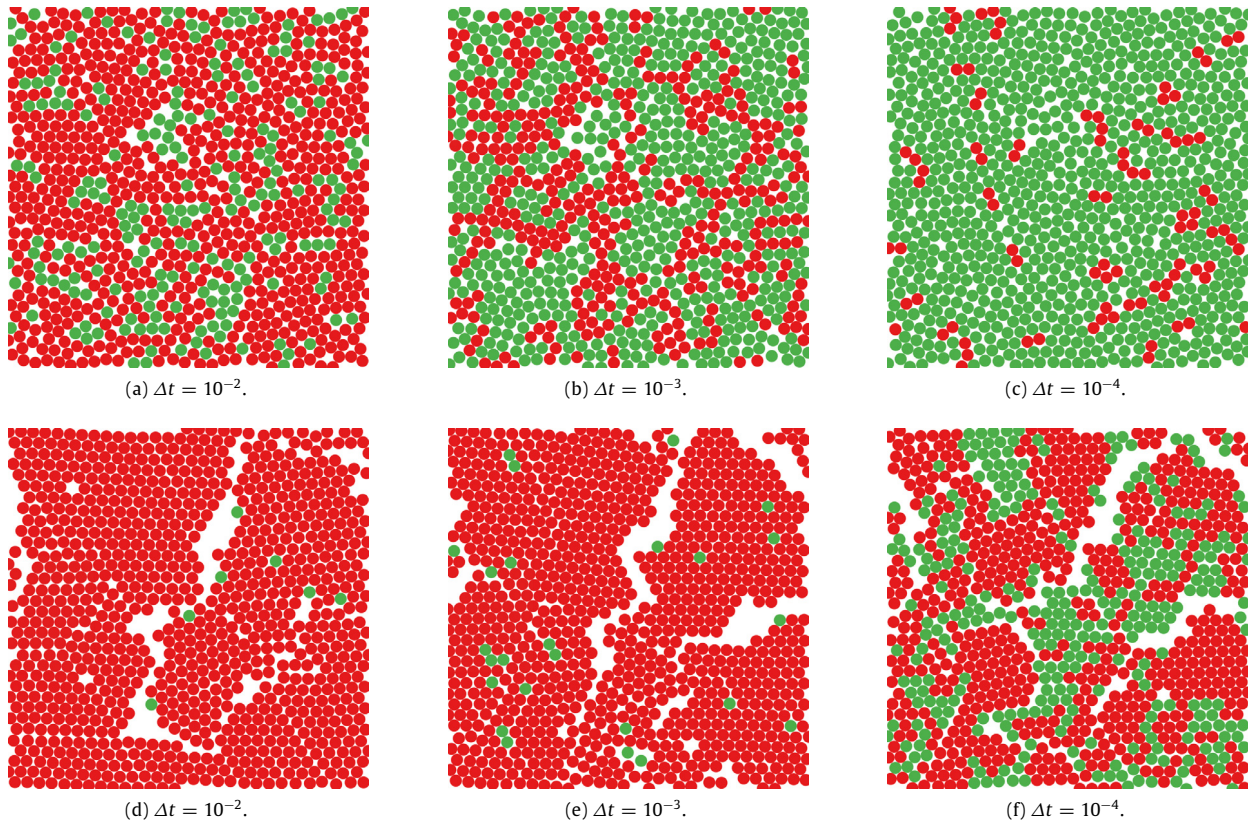 (a) Δt = 10⁻².
(b) Δt = 10⁻³.
(c) Δt = 10⁻⁴.
(d) Δt = 10⁻².
(e) Δt = 10⁻³.
(f) Δt = 10⁻⁴.